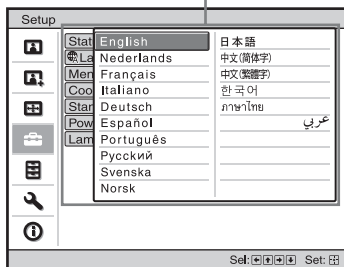 Setup
Stat
La
Men
Coo
Star
Pow
Lam
English
Nederlands
Français
Italiano
Deutsch
Español
Português
Русский
Svenska
Norsk
日本語
中文(简体字)
中文(繁體字)
한국어
ภาษาไทย
عربي
Sel: Set: